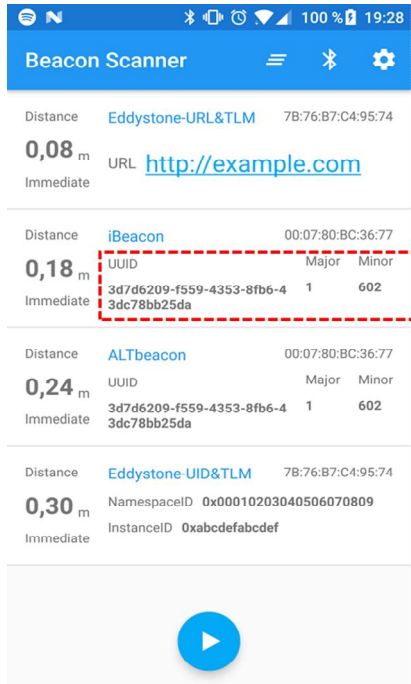 100 % 19:28
Beacon Scanner
Distance Eddystone-URL&TLM 7B:76:B7:C4:95:74
0,08 m URL http://example.com
Immediate
Distance iBeacon 00:07:80:BC:36:77
0,18 m UUID Major Minor
3d7d6209-f559-4353-8fb6-4 1 602
Immediate 3dc78bb25da
Distance ALTbeacon 00:07:80:BC:36:77
0,24 m UUID Major Minor
3d7d6209-f559-4353-8fb6-4 1 602
Immediate 3dc78bb25da
Distance Eddystone-UID&TLM 7B:76:B7:C4:95:74
0,30 m NamespaceID 0x00010203040506070809
Immediate InstanceID 0xabcdefabcdef